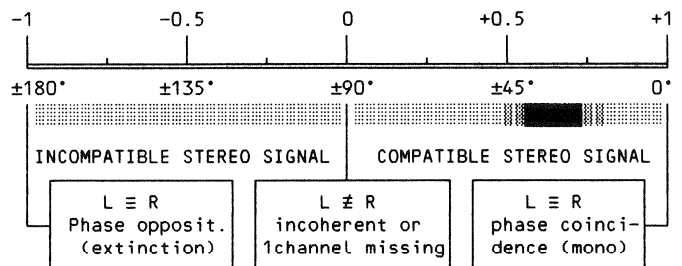 -1 -0.5 0 +0.5 +1
±180° ±135° ±90° ±45° 0°
INCOMPATIBLE STEREO SIGNAL COMPATIBLE STEREO SIGNAL
L ≡ R
Phase opposit.
(extinction)
L ≢ R
incoherent or
1channel missing
L ≡ R
phase coinci-
dence (mono)